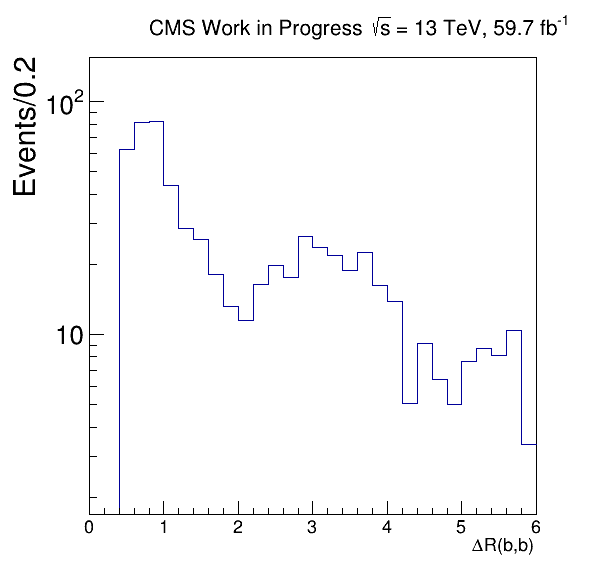 CMS Work in Progress √s = 13 TeV, 59.7 fb⁻¹
Events/0.2
10²
10
0 1 2 3 4 5 6
ΔR(b,b)